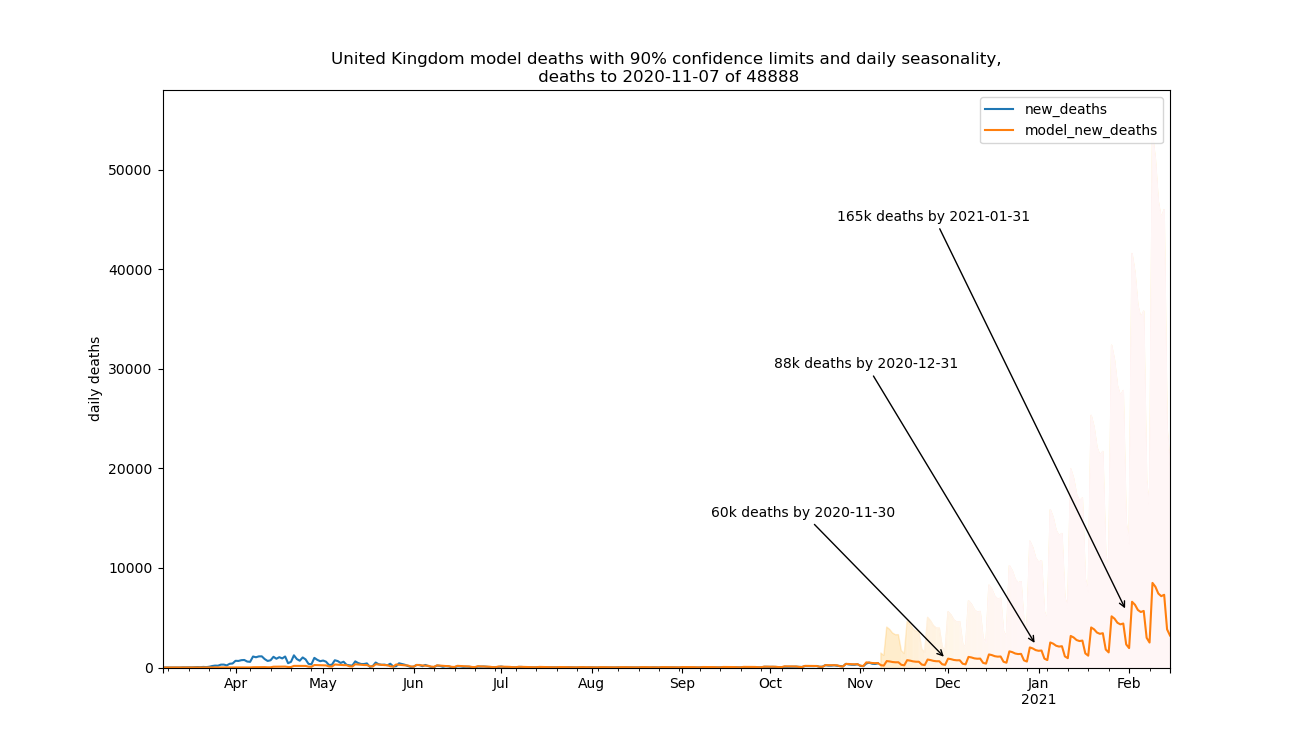 United Kingdom model deaths with 90% confidence limits and daily seasonality,
deaths to 2020-11-07 of 48888
new_deaths
model_new_deaths
50000
40000
30000
20000
10000
0
daily deaths
165k deaths by 2021-01-31
88k deaths by 2020-12-31
60k deaths by 2020-11-30
Apr May Jun Jul Aug Sep Oct Nov Dec Jan Feb
2021